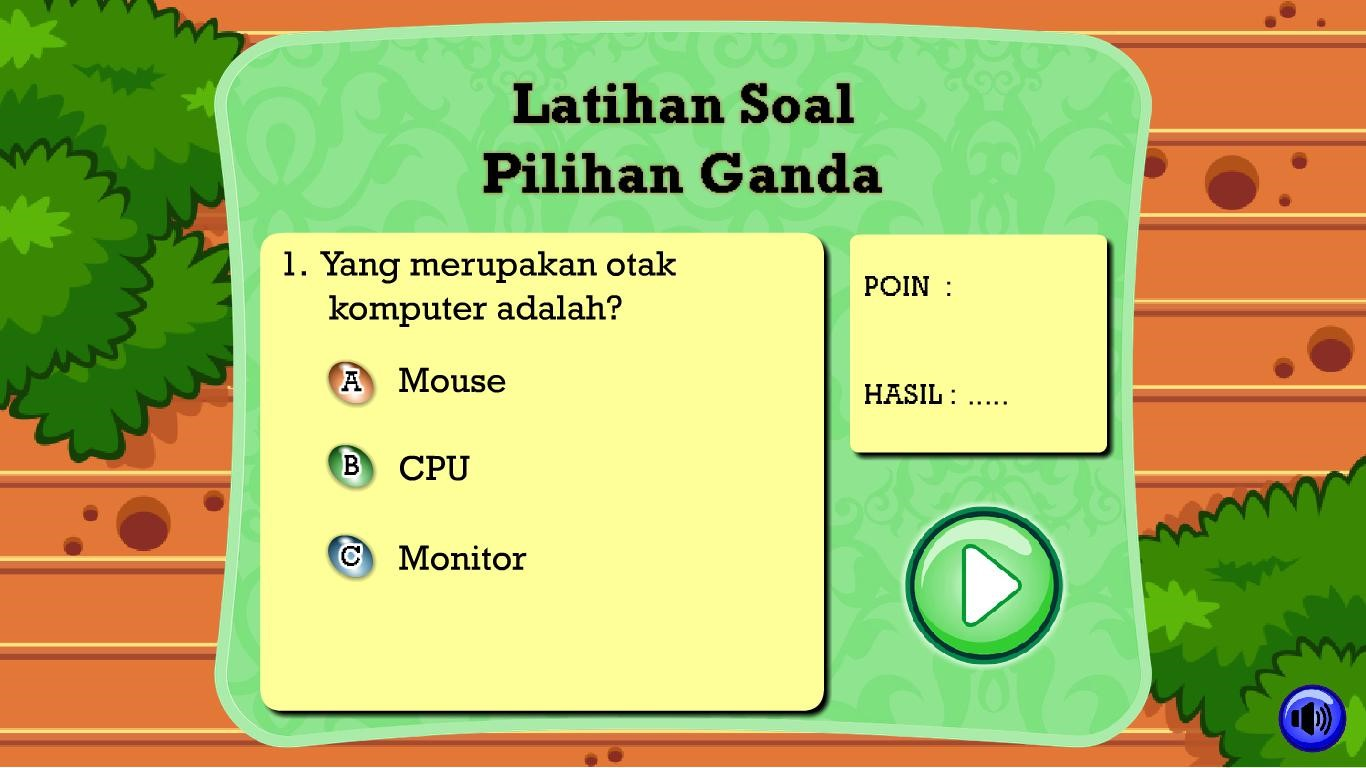 Latihan Soal
Pilihan Ganda
1. Yang merupakan otak
komputer adalah?
A Mouse
B CPU
C Monitor
POIN :
HASIL : .....